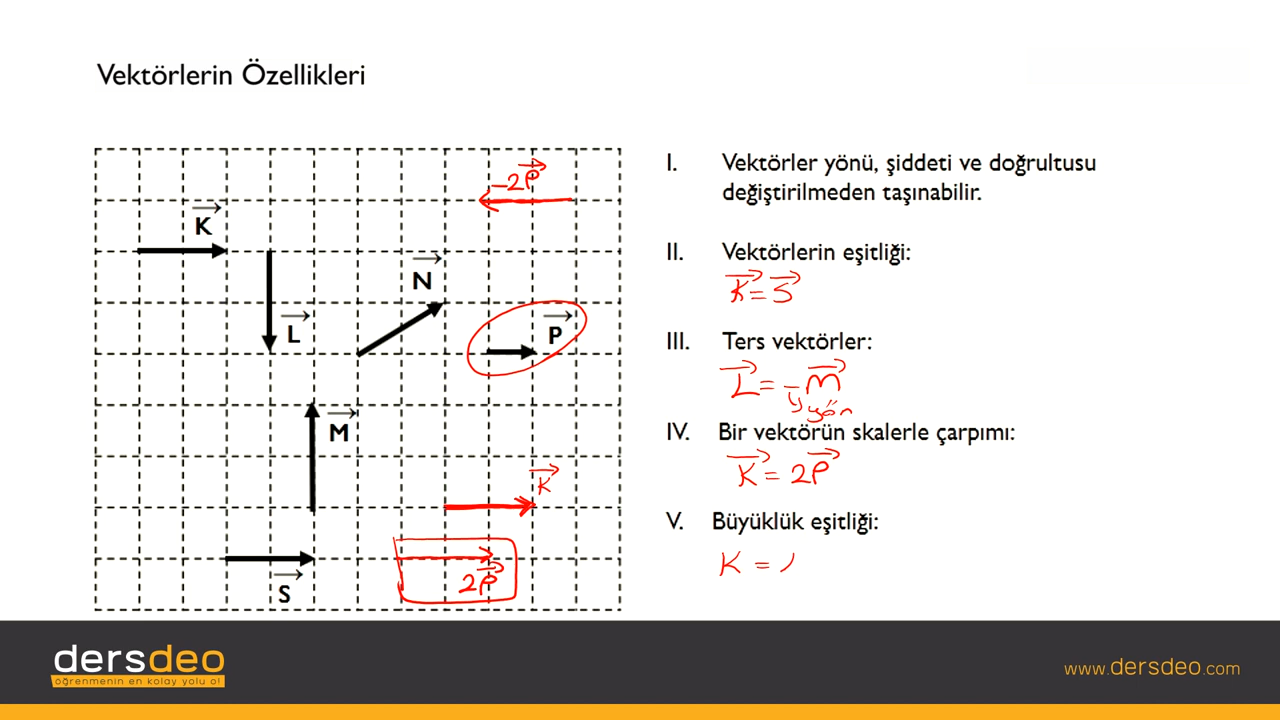 Vektörlerin Özellikleri
-2P
K
L
N
P
M
K
S
2P
I. Vektörler yönü, şiddeti ve doğrultusu
değiştirilmeden taşınabilir.
II. Vektörlerin eşitliği:
K = S
III. Ters vektörler:
L = -M
yön
IV. Bir vektörün skalerle çarpımı:
K = 2P
V. Büyüklük eşitliği:
K =
dersdeo
öğrenmenin en kolay yolu o!
www.dersdeo.com